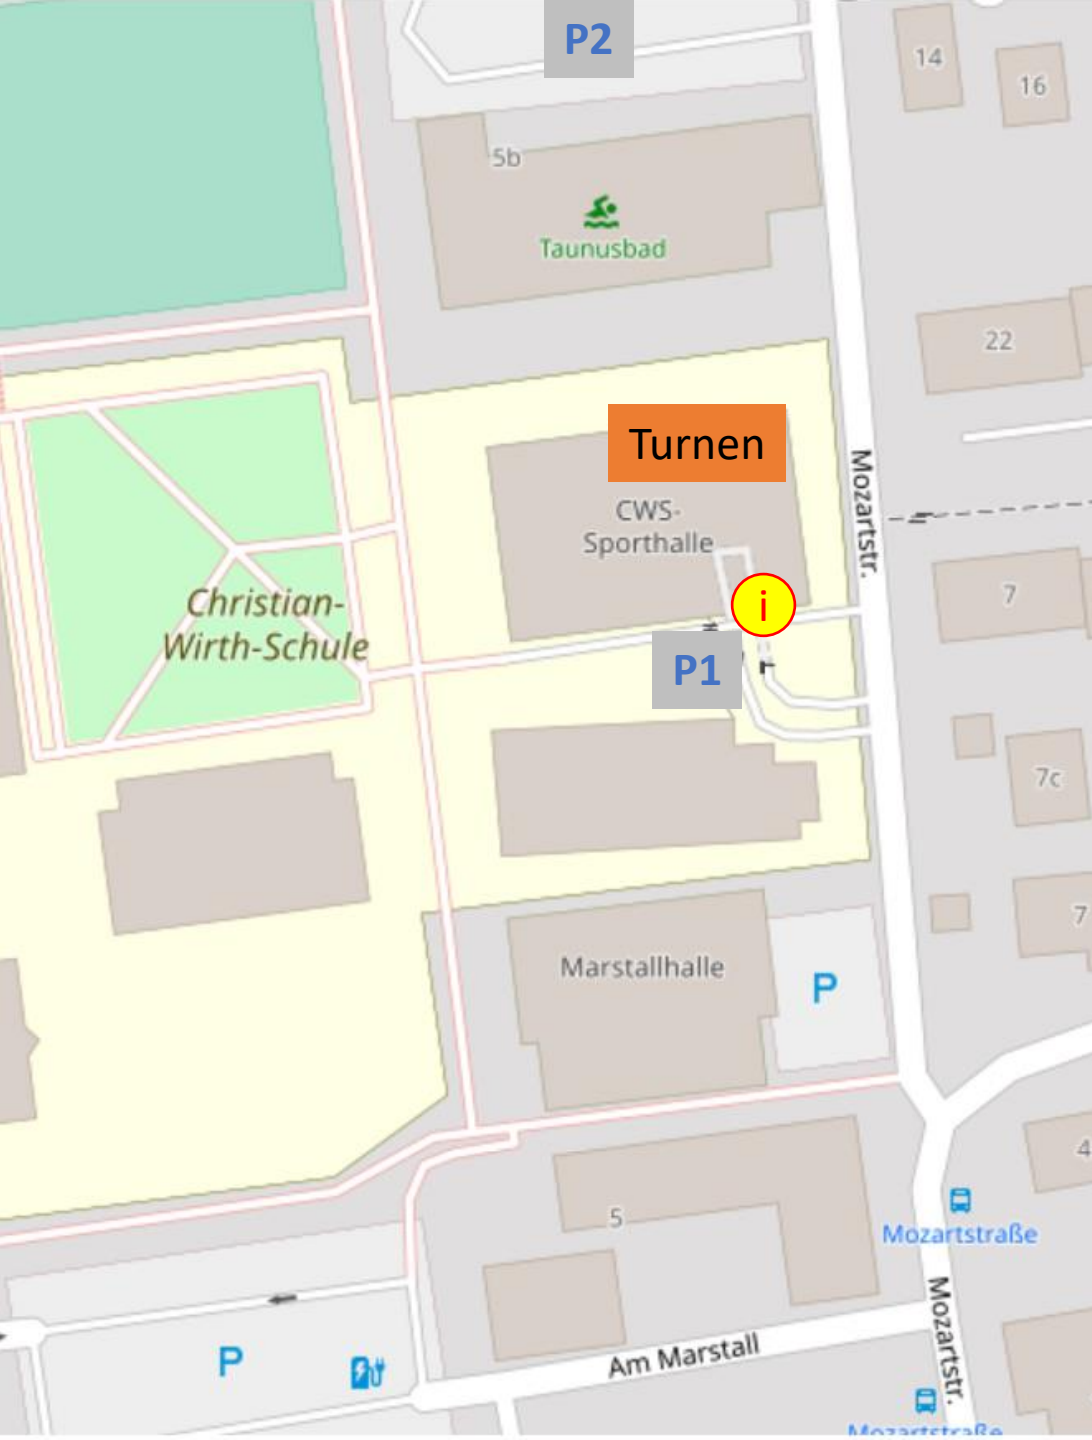 P2
14
16
5b
Taunusbad
22
Turnen
CWS-
Sporthalle
Mozartstr.
7
i
Christian-
Wirth-Schule
P1
7c
7
Marstallhalle
P
4
5
Mozartstraße
Mozartstr.
Am Marstall
P
Mozartstraße